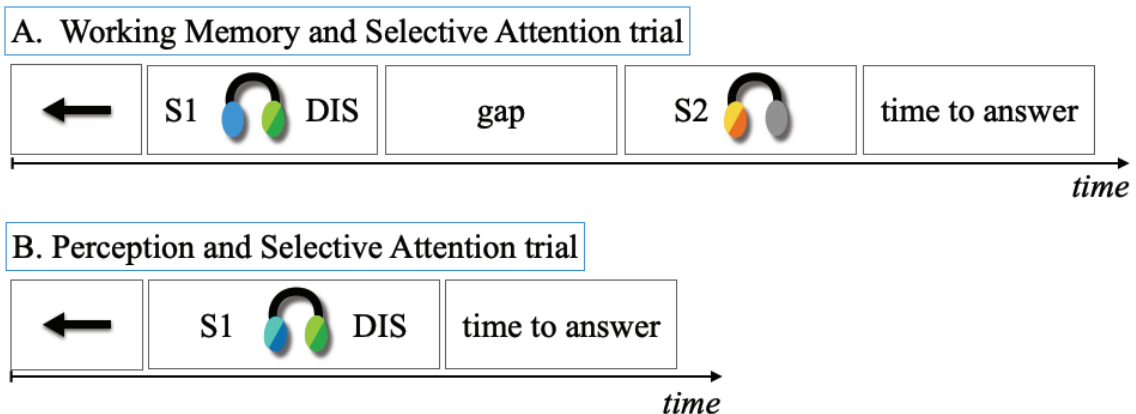 A. Working Memory and Selective Attention trial
S1 DIS gap S2 time to answer
time
B. Perception and Selective Attention trial
S1 DIS time to answer
time